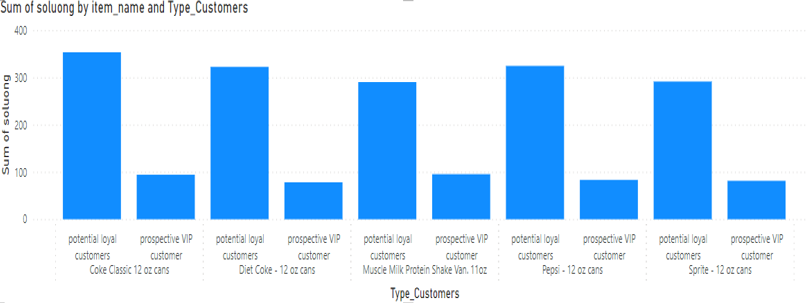 Sum of soluong by item_name and Type_Customers
Sum of soluong
400
300
200
100
0
potential loyal customers
prospective VIP customer
potential loyal customers
prospective VIP customer
potential loyal customers
prospective VIP customer
potential loyal customers
prospective VIP customer
potential loyal customers
prospective VIP customer
Coke Classic 12 oz cans
Diet Coke - 12 oz cans
Muscle Milk Protein Shake Van. 11oz
Pepsi - 12 oz cans
Sprite - 12 oz cans
Type_Customers